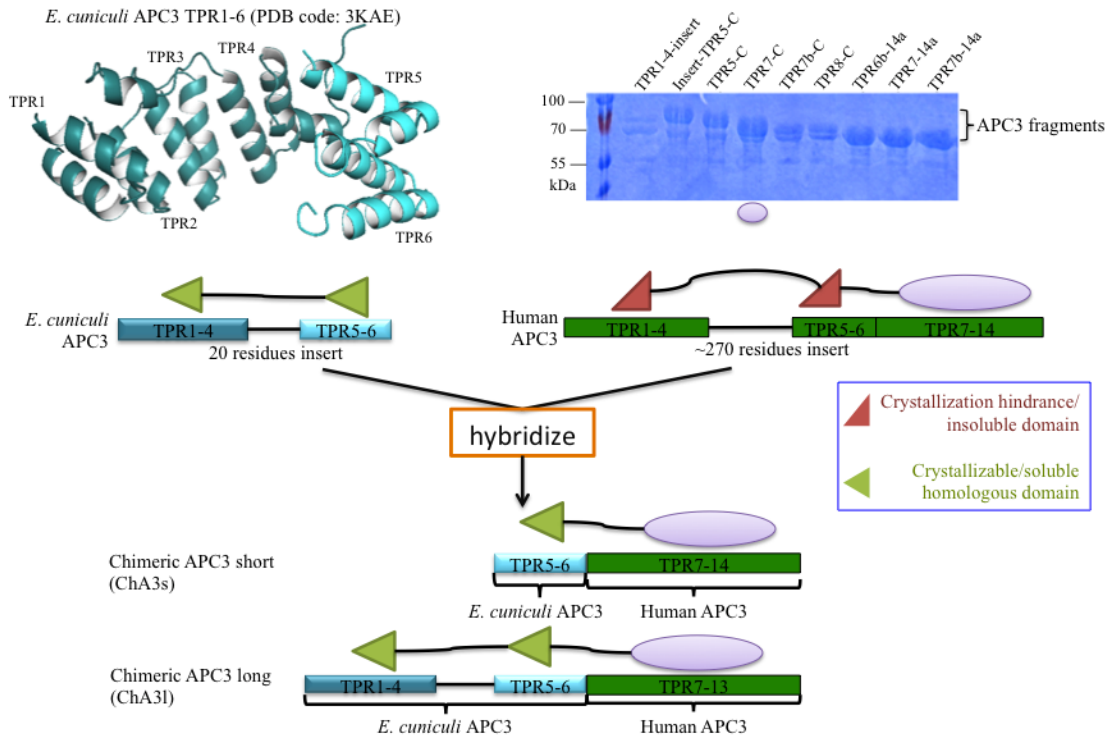 E. cuniculi APC3 TPR1-6 (PDB code: 3KAE)
TPR1
TPR2
TPR3
TPR4
TPR5
TPR6
TPR1-4-insert
Insert-TPR5-C
TPR5-C
TPR7-C
TPR7b-C
TPR8-C
TPR6b-14a
TPR7-14a
TPR7b-14a
100
70
55
kDa
APC3 fragments
E. cuniculi
APC3
TPR1-4
TPR5-6
20 residues insert
Human
APC3
TPR1-4
TPR5-6
TPR7-14
~270 residues insert
hybridize
Crystallization hindrance/
insoluble domain
Crystallizable/soluble
homologous domain
Chimeric APC3 short
(ChA3s)
TPR5-6
TPR7-14
E. cuniculi APC3
Human APC3
Chimeric APC3 long
(ChA3l)
TPR1-4
TPR5-6
TPR7-13
E. cuniculi APC3
Human APC3